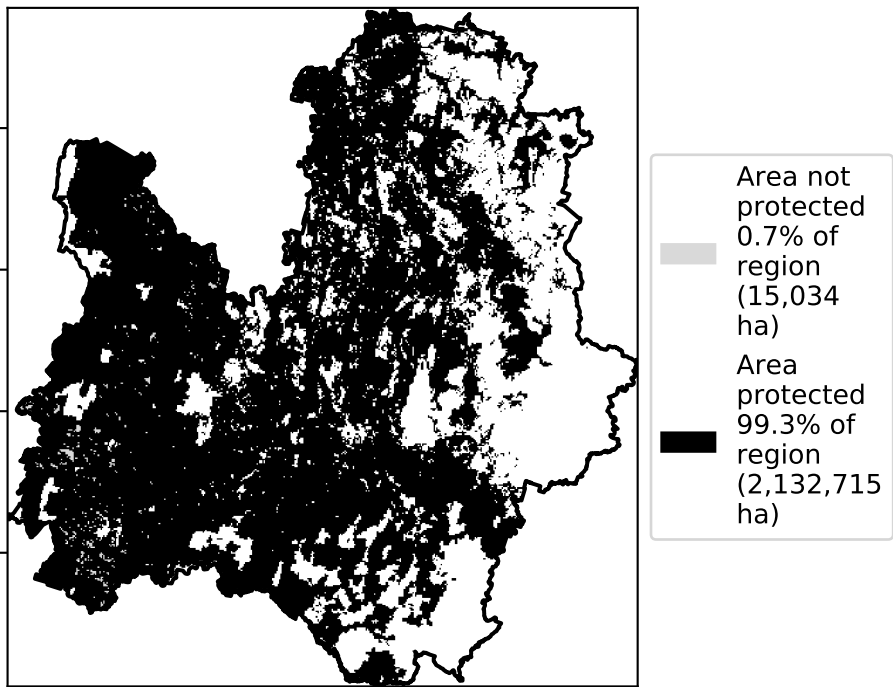 Area not
protected
0.7% of
region
(15,034
ha)
Area
protected
99.3% of
region
(2,132,715
ha)